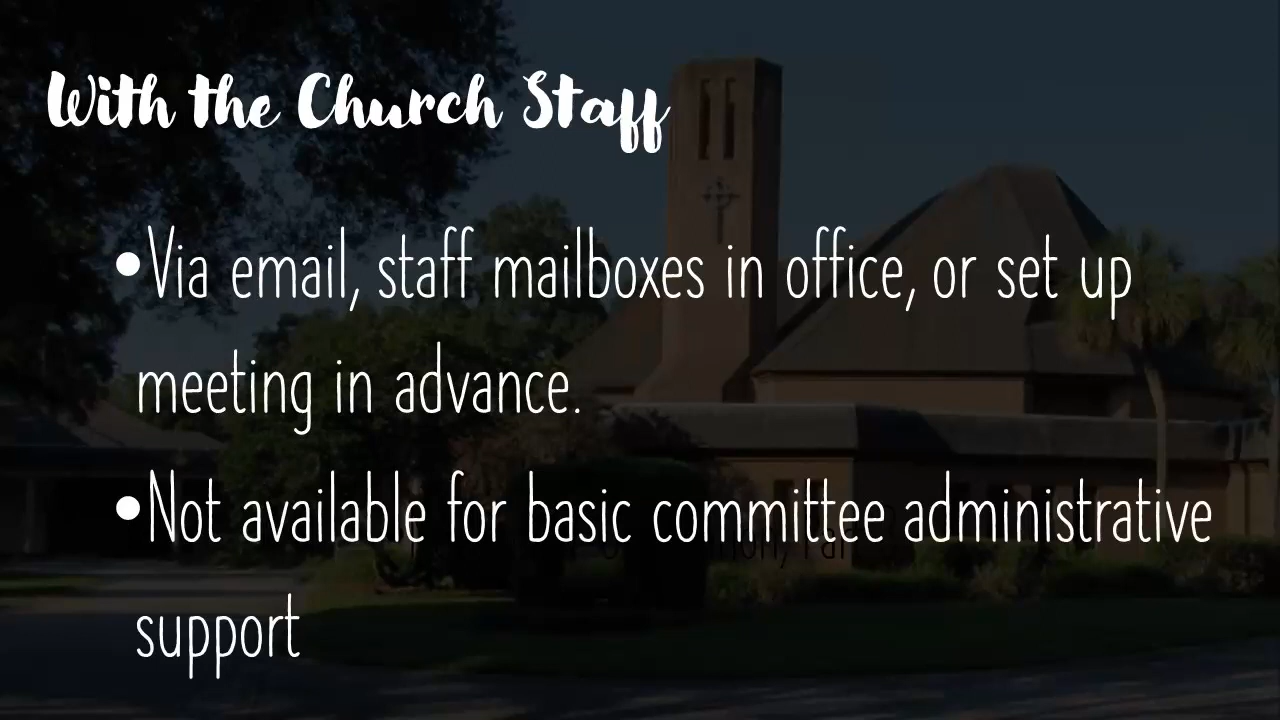 With the Church Staff
•Via email, staff mailboxes in office, or set up
meeting in advance.
•Not available for basic committee administrative
support